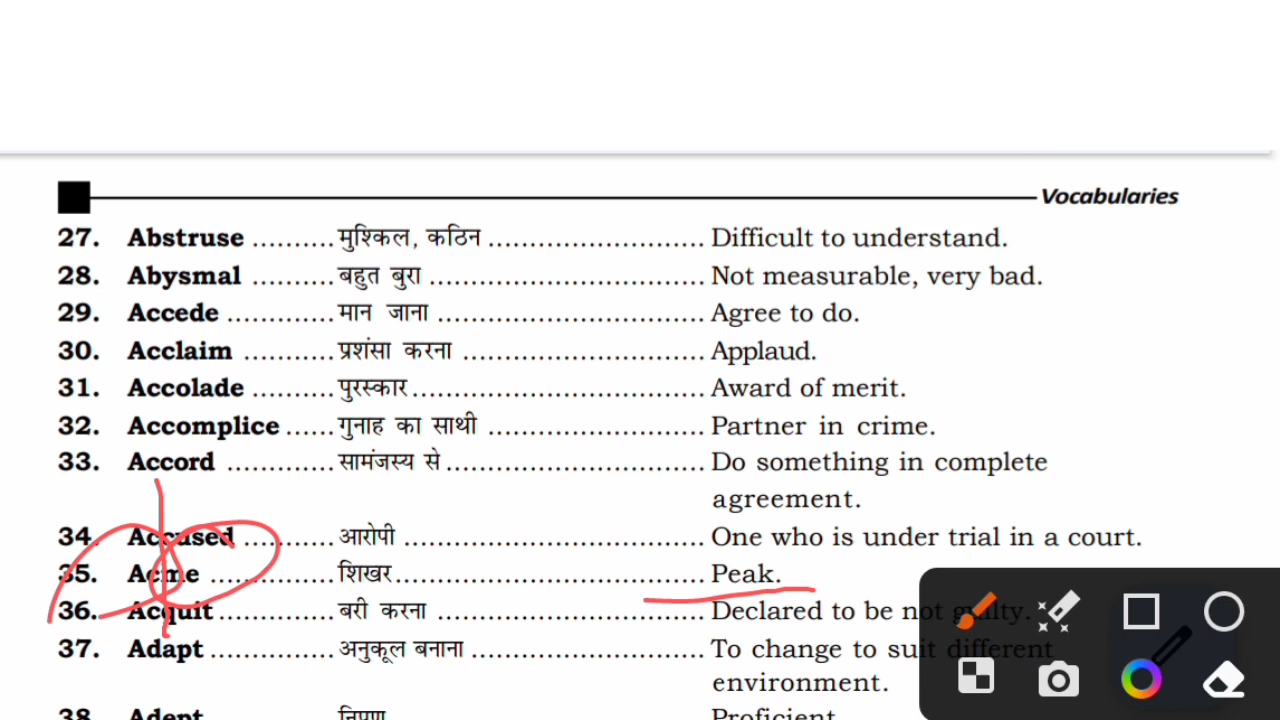 Vocabularies
27. Abstruse .......... मुश्किल, कठिन ......................... Difficult to understand.
28. Abysmal .......... बहुत बुरा ................................ Not measurable, very bad.
29. Accede ............. मान जाना ............................... Agree to do.
30. Acclaim ........... प्रशंसा करना ............................ Applaud.
31. Accolade .......... पुरस्कार .................................. Award of merit.
32. Accomplice ...... गुनाह का साथी ......................... Partner in crime.
33. Accord ............. सामंजस्य से .............................. Do something in complete
agreement.
34. Accused ........... आरोपी ................................... One who is under trial in a court.
35. Acme ............... शिखर .................................... Peak.
36. Acquit .............. बरी करना ............................... Declared to be not guilty.
37. Adapt ............... अनुकूल बनाना ........................... To change to suit different
environment.
38. Adept निपुण Proficient